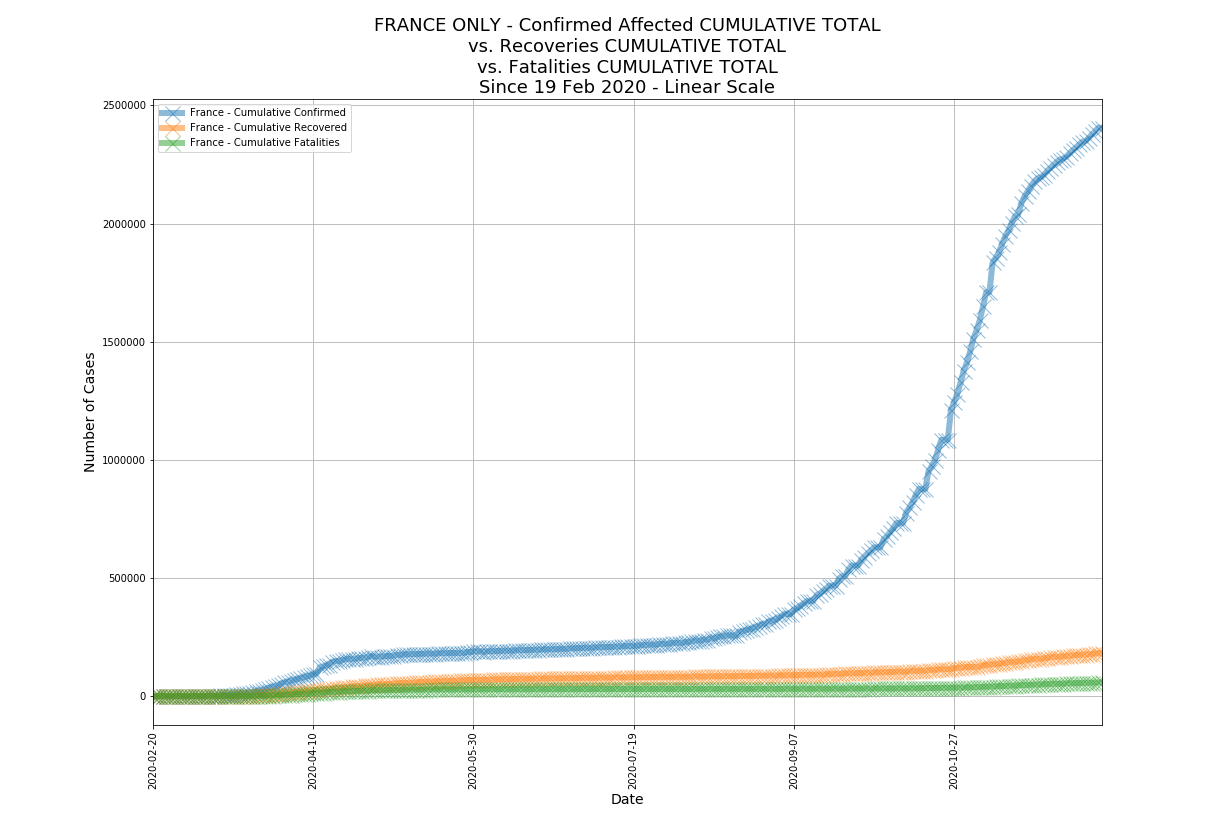 FRANCE ONLY - Confirmed Affected CUMULATIVE TOTAL
vs. Recoveries CUMULATIVE TOTAL
vs. Fatalities CUMULATIVE TOTAL
Since 19 Feb 2020 - Linear Scale
France - Cumulative Confirmed
France - Cumulative Recovered
France - Cumulative Fatalities
Number of Cases
2500000
2000000
1500000
1000000
500000
0
2020-02-20
2020-04-10
2020-05-30
2020-07-19
2020-09-07
2020-10-27
Date